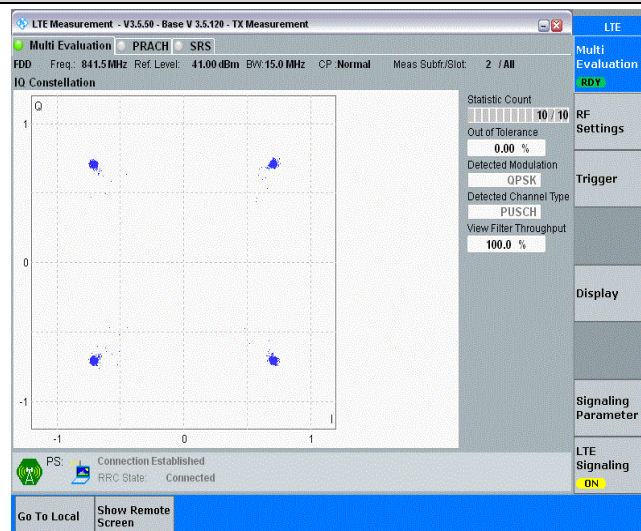 LTE Measurement - V3.5.50 - Base V 3.5.120 - TX Measurement
LTE
Multi Evaluation PRACH SRS
FDD Freq.: 841.5 MHz Ref. Level: 41.00 dBm BW: 15.0 MHz CP :Normal Meas Subfr./Slot: 2 / All
IQ Constellation
Multi
Evaluation
RDY
Q
1
0
-1
-1 0 1
I
Statistic Count
10 / 10
Out of Tolerance
0.00 %
Detected Modulation
QPSK
Detected Channel Type
PUSCH
View Filter Throughput
100.0 %
RF
Settings
Trigger
Display
Signaling
Parameter
LTE
Signaling
ON
PS: Connection Established
RRC State: Connected
Go To Local
Show Remote
Screen